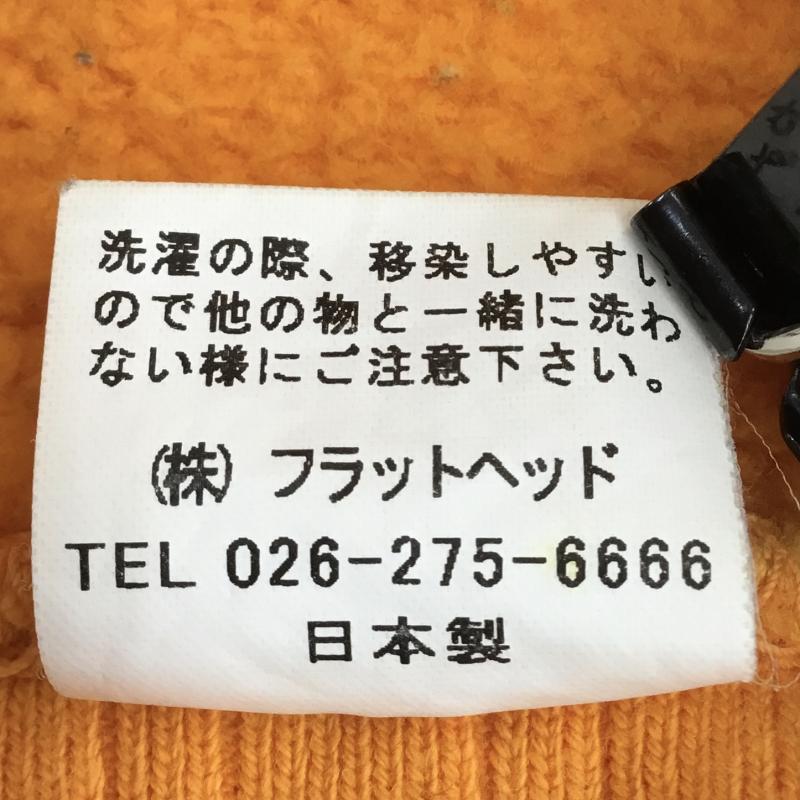 洗濯の際、移染しやすい
ので他の物と一緒に洗わ
ない様にご注意下さい。
(株) フラットヘッド
TEL 026-275-6666
日本製